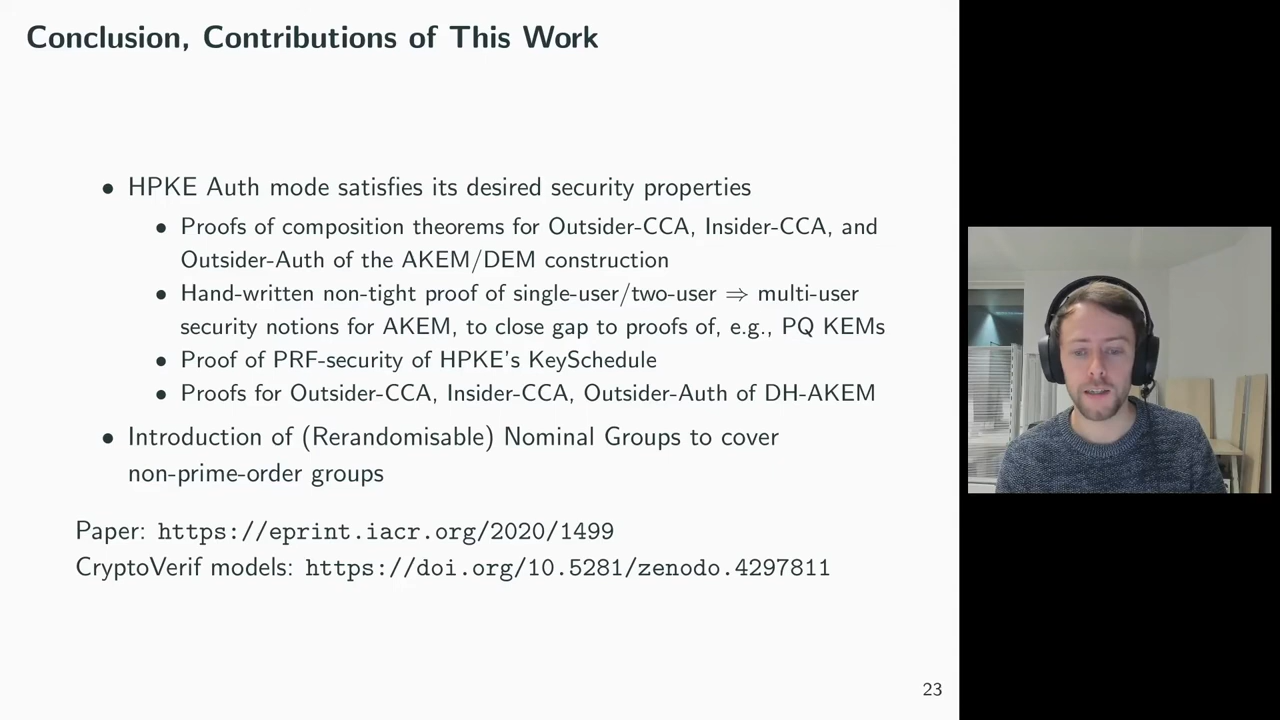 Conclusion, Contributions of This Work
• HPKE Auth mode satisfies its desired security properties
• Proofs of composition theorems for Outsider-CCA, Insider-CCA, and
Outsider-Auth of the AKEM/DEM construction
• Hand-written non-tight proof of single-user/two-user ⇒ multi-user
security notions for AKEM, to close gap to proofs of, e.g., PQ KEMs
• Proof of PRF-security of HPKE's KeySchedule
• Proofs for Outsider-CCA, Insider-CCA, Outsider-Auth of DH-AKEM
• Introduction of (Rerandomisable) Nominal Groups to cover
non-prime-order groups
Paper: https://eprint.iacr.org/2020/1499
CryptoVerif models: https://doi.org/10.5281/zenodo.4297811
23